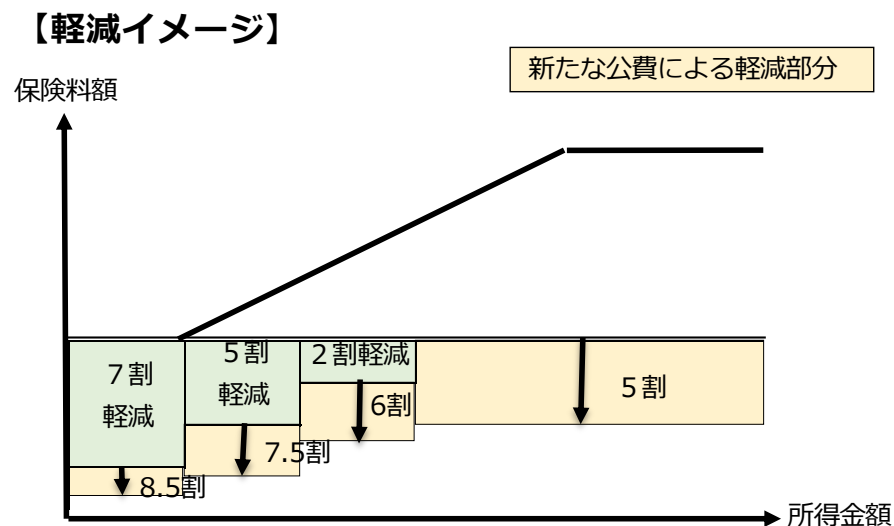 【軽減イメージ】
新たな公費による軽減部分
保険料額
7割
軽減
5割
軽減
2割軽減
5割
6割
7.5割
8.5割
所得金額